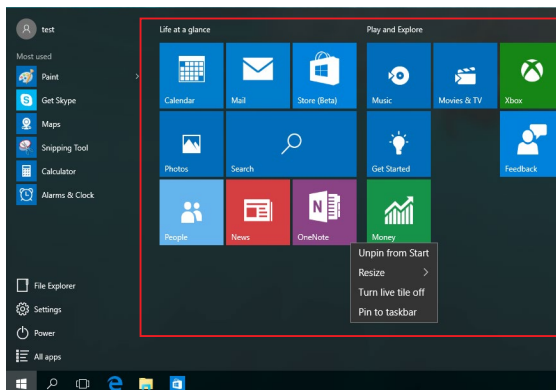 test
Most used
Paint
Get Skype
Maps
Snipping Tool
Calculator
Alarms & Clock
File Explorer
Settings
Power
All apps
Life at a glance
Calendar
Mail
Store (Beta)
Photos
Search
People
News
OneNote
Play and Explore
Music
Movies & TV
Xbox
Get Started
Feedback
Money
Unpin from Start
Resize
Turn live tile off
Pin to taskbar